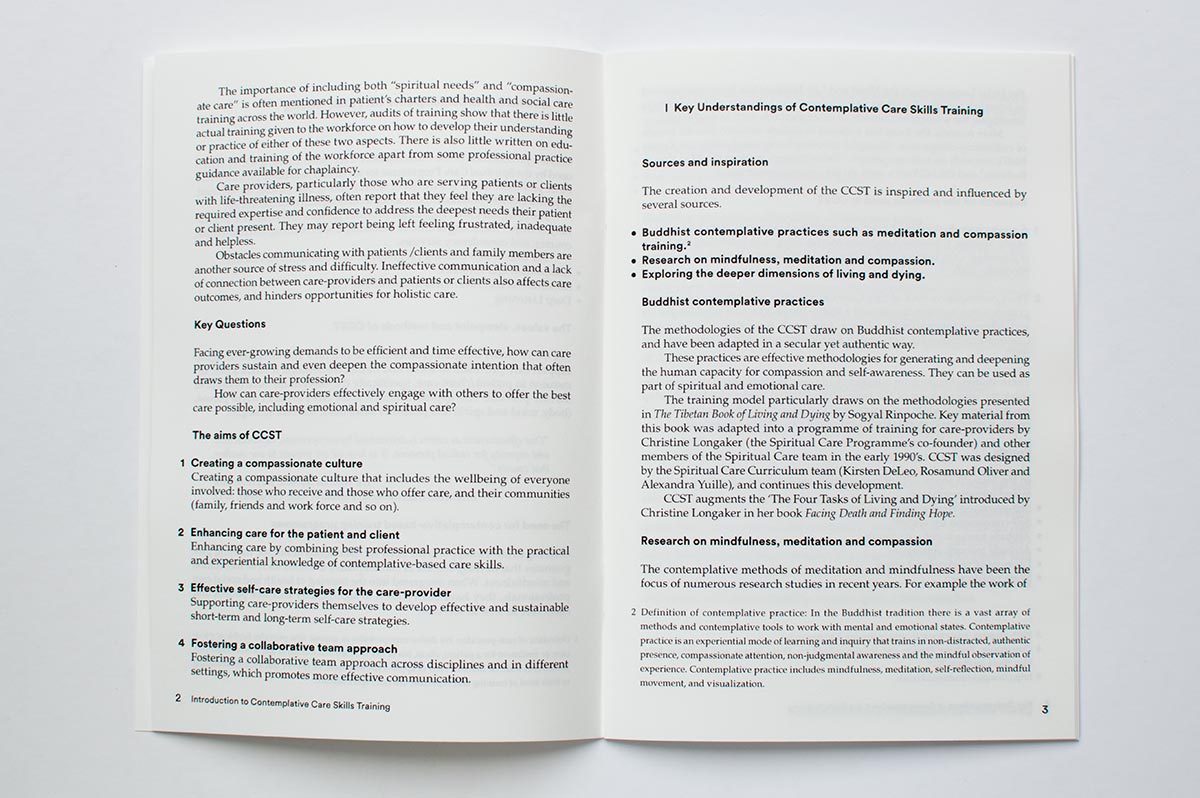 The importance of including both “spiritual needs” and “compassion-
ate care” is often mentioned in patient’s charters and health and social care
training across the world. However, audits of training show that there is little
actual training given to the workforce on how to develop their understanding
or practice of either of these two aspects. There is also little written on edu-
cation and training of the workforce apart from some professional practice
guidance available for chaplaincy.
Care providers, particularly those who are serving patients or clients
with life-threatening illness, often report that they feel they are lacking the
required expertise and confidence to address the deepest needs their patient
or client present. They may report being left feeling frustrated, inadequate
and helpless.
Obstacles communicating with patients /clients and family members are
another source of stress and difficulty. Ineffective communication and a lack
of connection between care-providers and patients or clients also affects care
outcomes, and hinders opportunities for holistic care.
Key Questions
Facing ever-growing demands to be efficient and time effective, how can care
providers sustain and even deepen the compassionate intention that often
draws them to their profession?
How can care-providers effectively engage with others to offer the best
care possible, including emotional and spiritual care?
The aims of CCST
1 Creating a compassionate culture
Creating a compassionate culture that includes the wellbeing of everyone
involved: those who receive and those who offer care, and their communities
(family, friends and work force and so on).
2 Enhancing care for the patient and client
Enhancing care by combining best professional practice with the practical
and experiential knowledge of contemplative-based care skills.
3 Effective self-care strategies for the care-provider
Supporting care-providers themselves to develop effective and sustainable
short-term and long-term self-care strategies.
4 Fostering a collaborative team approach
Fostering a collaborative team approach across disciplines and in different
settings, which promotes more effective communication.
2 Introduction to Contemplative Care Skills Training
I Key Understandings of Contemplative Care Skills Training
Sources and inspiration
The creation and development of the CCST is inspired and influenced by
several sources.
• Buddhist contemplative practices such as meditation and compassion
training.²
• Research on mindfulness, meditation and compassion.
• Exploring the deeper dimensions of living and dying.
Buddhist contemplative practices
The methodologies of the CCST draw on Buddhist contemplative practices,
and have been adapted in a secular yet authentic way.
These practices are effective methodologies for generating and deepening
the human capacity for compassion and self-awareness. They can be used as
part of spiritual and emotional care.
The training model particularly draws on the methodologies presented
in The Tibetan Book of Living and Dying by Sogyal Rinpoche. Key material from
this book was adapted into a programme of training for care-providers by
Christine Longaker (the Spiritual Care Programme’s co-founder) and other
members of the Spiritual Care team in the early 1990’s. CCST was designed
by the Spiritual Care Curriculum team (Kirsten DeLeo, Rosamund Oliver and
Alexandra Yuille), and continues this development.
CCST augments the ‘The Four Tasks of Living and Dying’ introduced by
Christine Longaker in her book Facing Death and Finding Hope.
Research on mindfulness, meditation and compassion
The contemplative methods of meditation and mindfulness have been the
focus of numerous research studies in recent years. For example the work of
2 Definition of contemplative practice: In the Buddhist tradition there is a vast array of
methods and contemplative tools to work with mental and emotional states. Contemplative
practice is an experiential mode of learning and inquiry that trains in non-distracted, authentic
presence, compassionate attention, non-judgmental awareness and the mindful observation of
experience. Contemplative practice includes mindfulness, meditation, self-reflection, mindful
movement, and visualization.
3